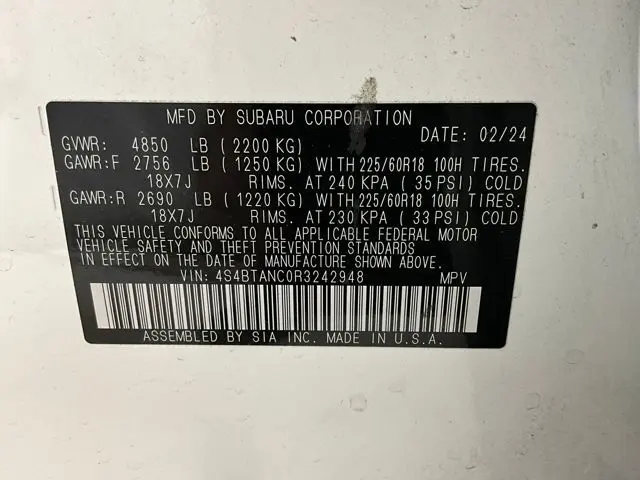 MFD BY SUBARU CORPORATION
DATE: 02/24
GVWR: 4850 LB (2200 KG)
GAWR:F 2756 LB (1250 KG) WITH 225/60R18 100H TIRES.
18X7J RIMS. AT 240 KPA ( 35 PSI) COLD
GAWR:R 2690 LB (1220 KG) WITH 225/60R18 100H TIRES.
18X7J RIMS. AT 230 KPA ( 33 PSI) COLD
THIS VEHICLE CONFORMS TO ALL APPLICABLE FEDERAL MOTOR
VEHICLE SAFETY AND THEFT PREVENTION STANDARDS
IN EFFECT ON THE DATE OF MANUFACTURE SHOWN ABOVE.
VIN: 4S4BTANC0R3242948 MPV
ASSEMBLED BY SIA INC. MADE IN U.S.A.